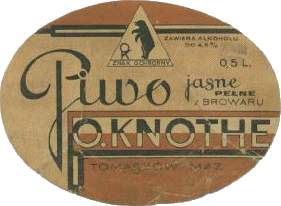 ZAWIERA ALKOHOLU
DO 4,5%
ZNAK OCHRONNY
0,5 L.
Piwo jasne
PEŁNE
z BROWARU
O. KNOTHE
TOMASZÓW-MAZ